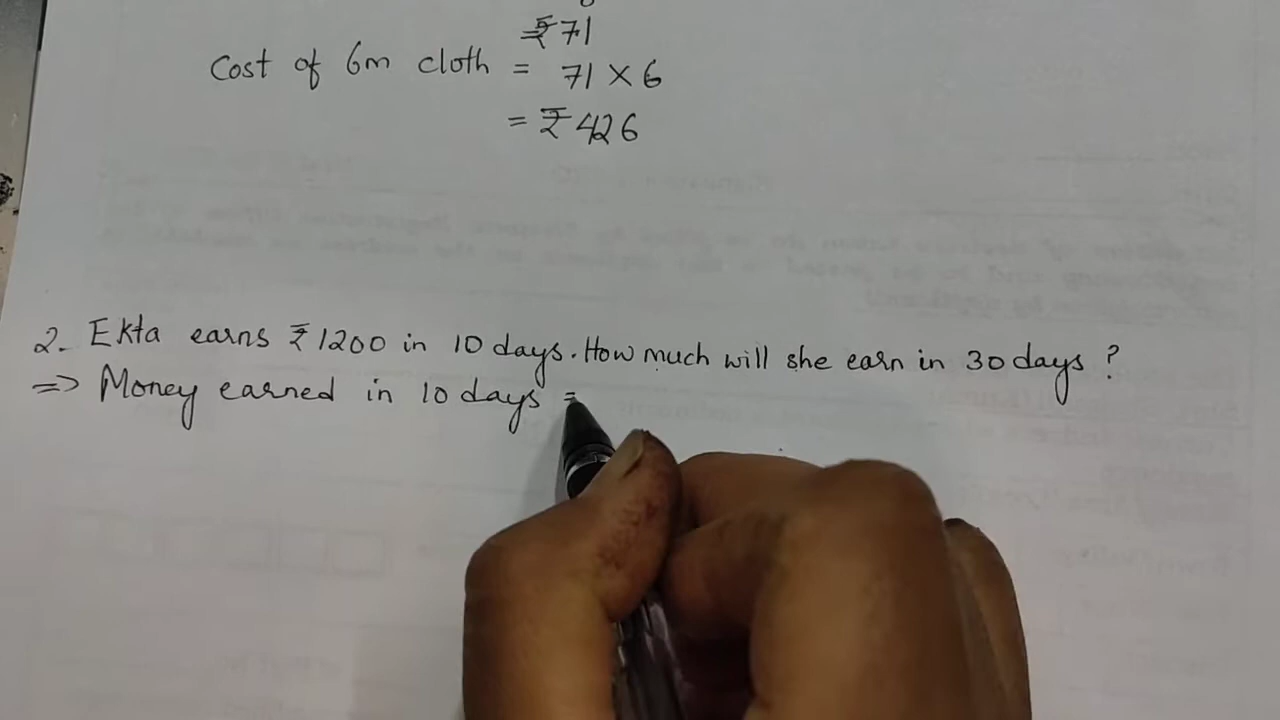 = ₹71
Cost of 6m cloth = 71 × 6
= ₹426
2. Ekta earns ₹1200 in 10 days. How much will she earn in 30 days ?
=> Money earned in 10 days =